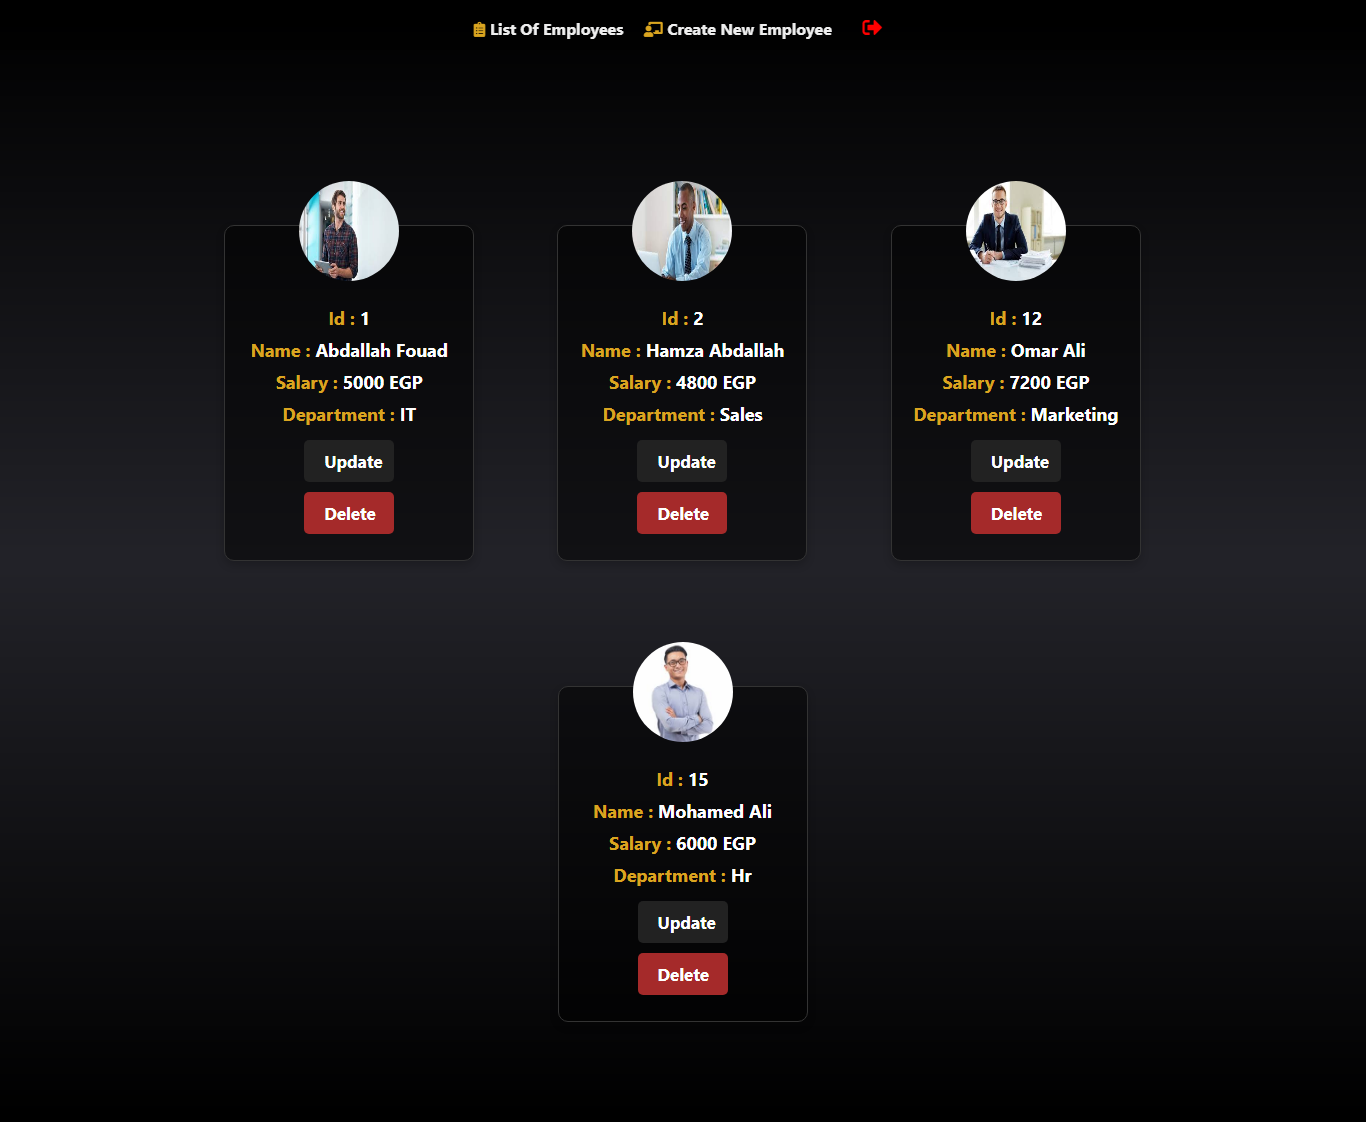 List Of Employees Create New Employee
Id : 1
Name : Abdallah Fouad
Salary : 5000 EGP
Department : IT
Update
Delete
Id : 2
Name : Hamza Abdallah
Salary : 4800 EGP
Department : Sales
Update
Delete
Id : 12
Name : Omar Ali
Salary : 7200 EGP
Department : Marketing
Update
Delete
Id : 15
Name : Mohamed Ali
Salary : 6000 EGP
Department : Hr
Update
Delete